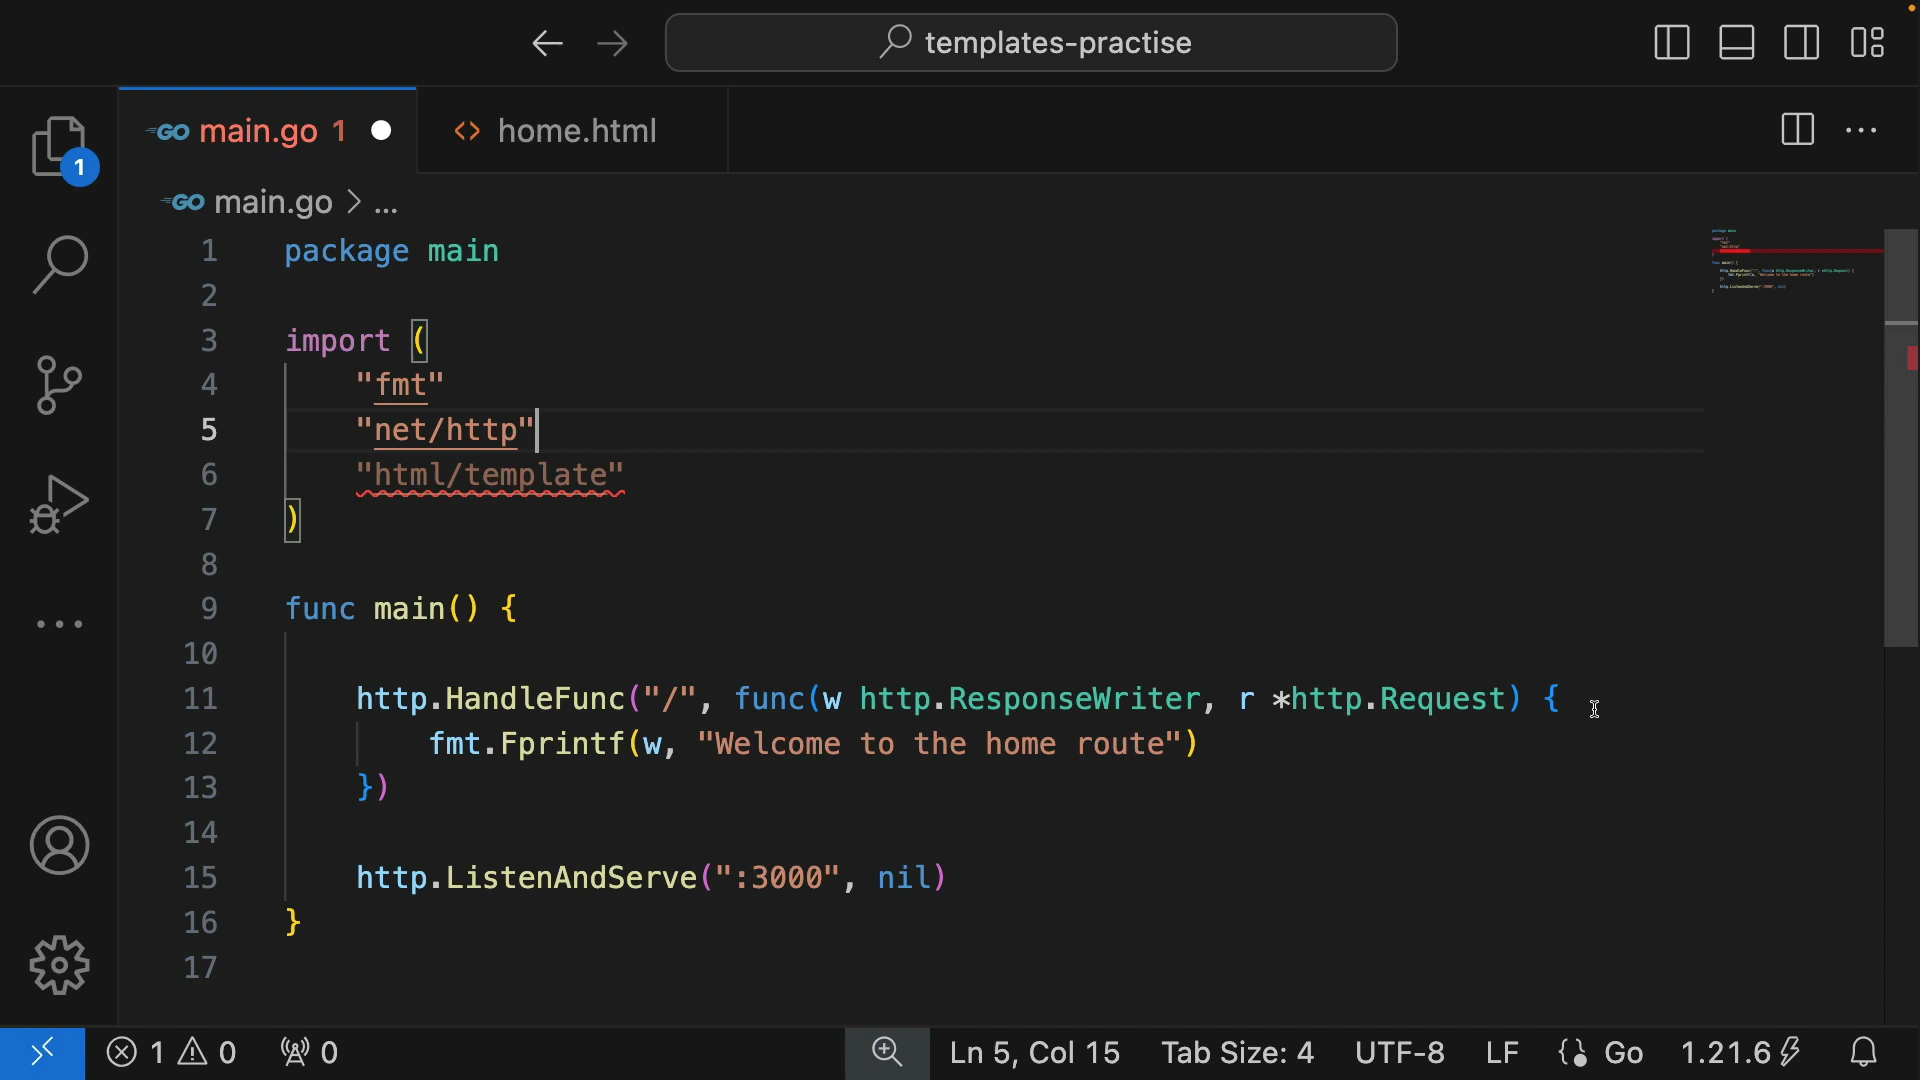 templates-practise
GO main.go 1
<> home.html
1
GO main.go > ...
1 package main
2
3 import (
4 "fmt"
5 "net/http"
6 "html/template"
7 )
8
9 func main() {
10
11 http.HandleFunc("/", func(w http.ResponseWriter, r *http.Request) {
12 fmt.Fprintf(w, "Welcome to the home route")
13 })
14
15 http.ListenAndServe(":3000", nil)
16 }
17
1 0 0 Ln 5, Col 15 Tab Size: 4 UTF-8 LF Go 1.21.6